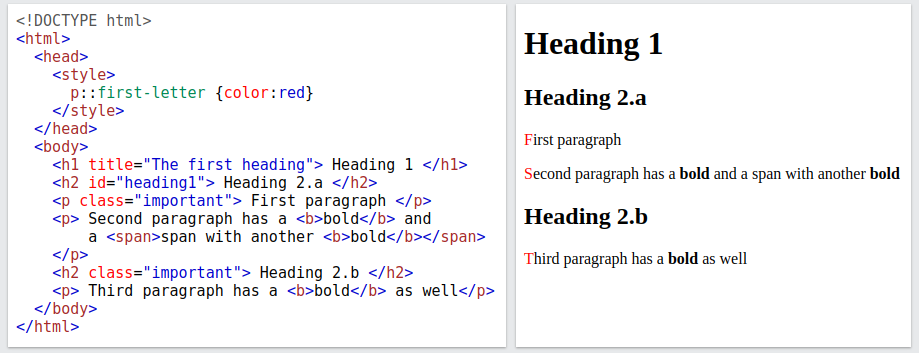 <!DOCTYPE html>
<html>
  <head>
    <style>
      p::first-letter {color:red}
    </style>
  </head>
  <body>
    <h1 title="The first heading"> Heading 1 </h1>
    <h2 id="heading1"> Heading 2.a </h2>
    <p class="important"> First paragraph </p>
    <p> Second paragraph has a <b>bold</b> and
        a <span>span with another <b>bold</b></span>
    </p>
    <h2 class="important"> Heading 2.b </h2>
    <p> Third paragraph has a <b>bold</b> as well</p>
  </body>
</html>
Heading 1
Heading 2.a
First paragraph
Second paragraph has a bold and a span with another bold
Heading 2.b
Third paragraph has a bold as well